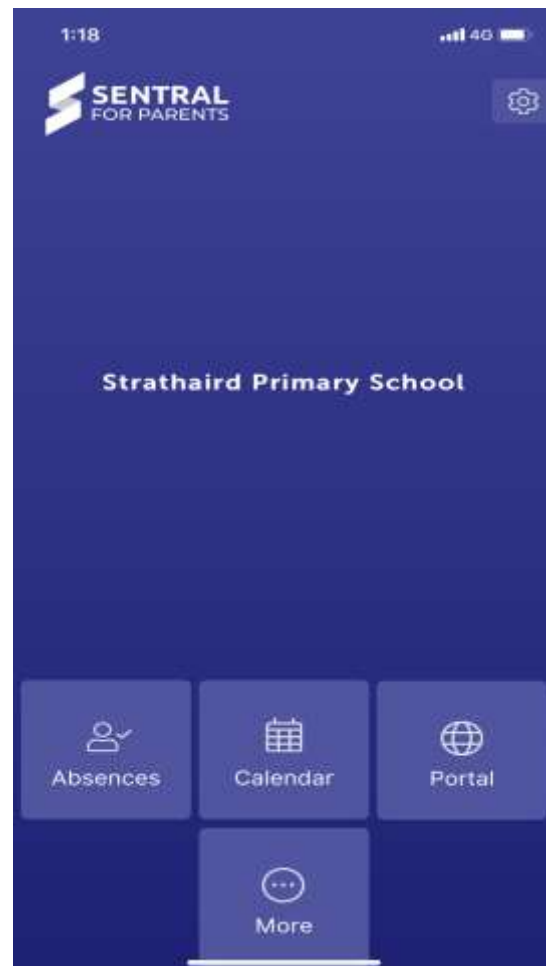 1:18
4G
SENTRAL
FOR PARENTS
Strathaird Primary School
Absences
Calendar
Portal
More